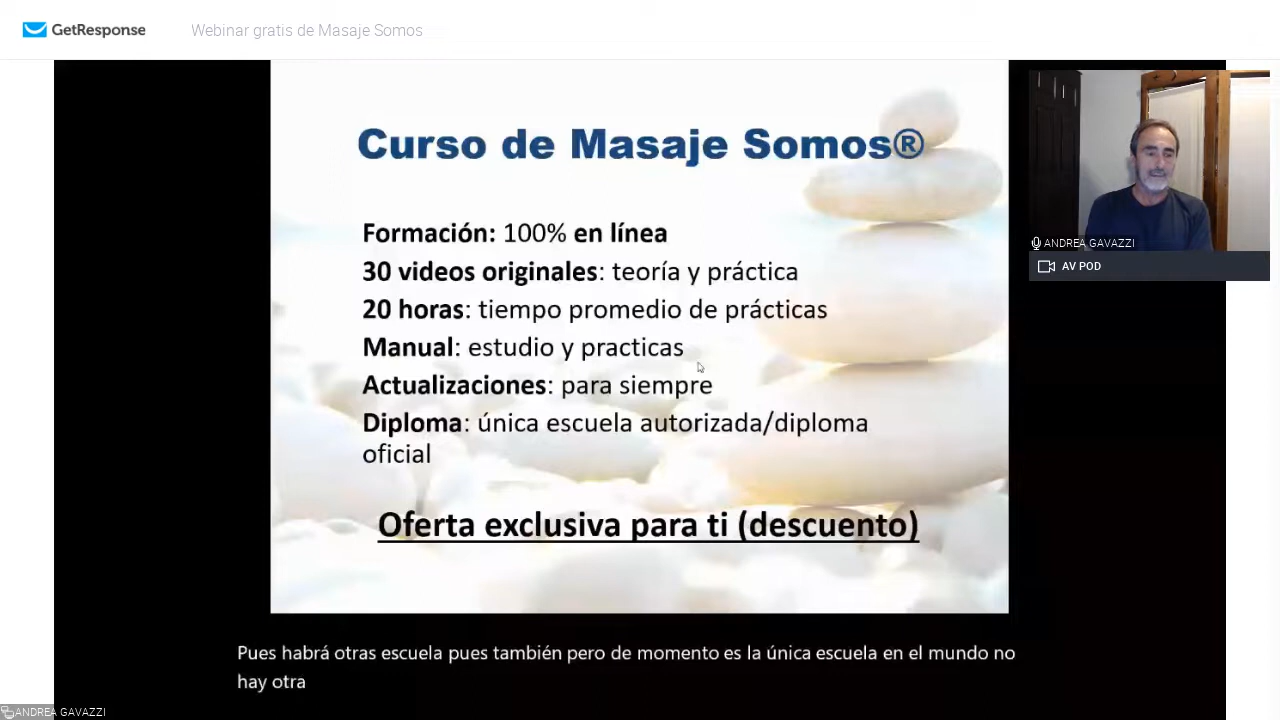 GetResponse
Webinar gratis de Masaje Somos
Curso de Masaje Somos®
Formación: 100% en línea
30 videos originales: teoría y práctica
20 horas: tiempo promedio de prácticas
Manual: estudio y practicas
Actualizaciones: para siempre
Diploma: única escuela autorizada/diploma
oficial
Oferta exclusiva para ti (descuento)
ANDREA GAVAZZI
AV POD
Pues habrá otras escuela pues también pero de momento es la única escuela en el mundo no
hay otra
ANDREA GAVAZZI